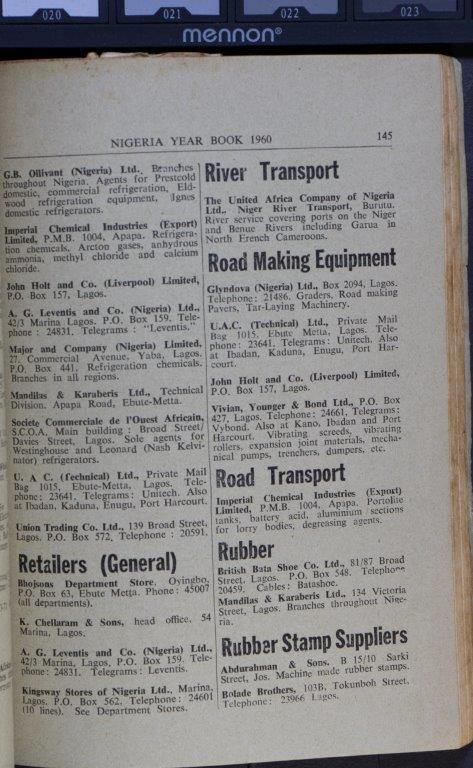 020
021
022
023
mennon®
NIGERIA YEAR BOOK 1960
145
G.B. Ollivant (Nigeria) Ltd., Branches
throughout Nigeria. Agents for Prestcold
domestic, commercial refrigeration, Eld-
wood refrigeration equipment, Ignes
domestic refrigerators.
Imperial Chemical Industries (Export)
Limited, P.M.B. 1004, Apapa. Refrigera-
tion chemicals. Arcton gases, anhydrous
ammonia, methyl chloride and calcium
chloride.
John Holt and Co. (Liverpool) Limited,
P.O. Box 157, Lagos.
A. G. Leventis and Co. (Nigeria) Ltd.,
42/3 Marina Lagos. P.O. Box 159. Tele-
phone : 24831. Telegrams : "Leventis."
Major and Company (Nigeria) Limited,
27, Commercial Avenue, Yaba, Lagos.
P.O. Box 441. Refrigeration chemicals.
Branches in all regions.
Mandilas & Karaberis Ltd., Technical
Division. Apapa Road, Ebute-Metta.
Societe Commerciale de l'Ouest Africain,
S.C.O.A. Main building : Broad Street/
Davies Street, Lagos. Sole agents for
Westinghouse and Leonard (Nash Kelvi-
nator) refrigerators.
U. A C. (Technical) Ltd., Private Mail
Bag 1015, Ebute-Metta, Lagos. Tele-
phone : 23641. Telegrams : Unitech. Also
at Ibadan, Kaduna, Enugu, Port Harcourt.
Union Trading Co. Ltd., 139 Broad Street,
Lagos. P.O. Box 572, Telephone : 20591.
Retailers (General)
Bhojsons Department Store. Oyingbo,
P.O. Box 63, Ebute Metta. Phone : 45007
(all departments).
K. Chellaram & Sons, head office, 54
Marina, Lagos.
A. G. Leventis and Co. (Nigeria) Ltd.,
42/3 Marina, Lagos, P.O. Box 159. Tele-
phone : 24831. Telegrams : Leventis.
Kingsway Stores of Nigeria Ltd., Marina,
Lagos. P.O. Box 562, Telephone : 24601
(10 lines). See Department Stores.
River Transport
The United Africa Company of Nigeria
Ltd., Niger River Transport, Burutu.
River service covering ports on the Niger
and Benue Rivers including Garua in
North French Cameroons.
Road Making Equipment
Glyndova (Nigeria) Ltd., Box 2094, Lagos.
Telephone : 21486. Graders, Road making
Pavers, Tar-Laying Machinery.
U.A.C. (Technical) Ltd., Private Mail
Bag 1015, Ebute Metta, Lagos. Tele-
phone : 23641. Telegrams : Unitech. Also
at Ibadan, Kaduna, Enugu, Port Har-
court.
John Holt and Co. (Liverpool) Limited,
P.O. Box 157, Lagos.
Vivian, Younger & Bond Ltd., P.O. Box
427, Lagos. Telephone : 24661, Telegrams :
Vybond. Also at Kano, Ibadan and Port
Harcourt. Vibrating screeds, vibrating
rollers, expansion joint materials, mecha-
nical pumps, trenchers, dumpers, etc.
Road Transport
Imperial Chemical Industries (Export)
Limited, P.M.B. 1004, Apapa. Portolite
tanks, battery acid, aluminium sections
for lorry bodies, degreasing agents.
Rubber
British Bata Shoe Co. Ltd., 81/87 Broad
Street, Lagos. P.O. Box 548. Telephone
20459. Cables : Batashoe.
Mandilas & Karaberis Ltd., 134 Victoria
Street, Lagos. Branches throughout Nige-
ria.
Rubber Stamp Suppliers
Abdurahman & Sons, B 15/10 Sarki
Street, Jos. Machine made rubber stamps.
Bolade Brothers, 103B, Tokunboh Street,
Telephone : 23966 Lagos.